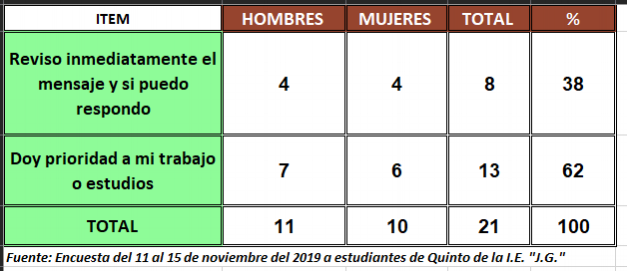 ITEM HOMBRES MUJERES TOTAL %
Reviso inmediatamente el
mensaje y si puedo
respondo
4 4 8 38
Doy prioridad a mi trabajo
o estudios
7 6 13 62
TOTAL 11 10 21 100
Fuente: Encuesta del 11 al 15 de noviembre del 2019 a estudiantes de Quinto de la I.E. "J.G."